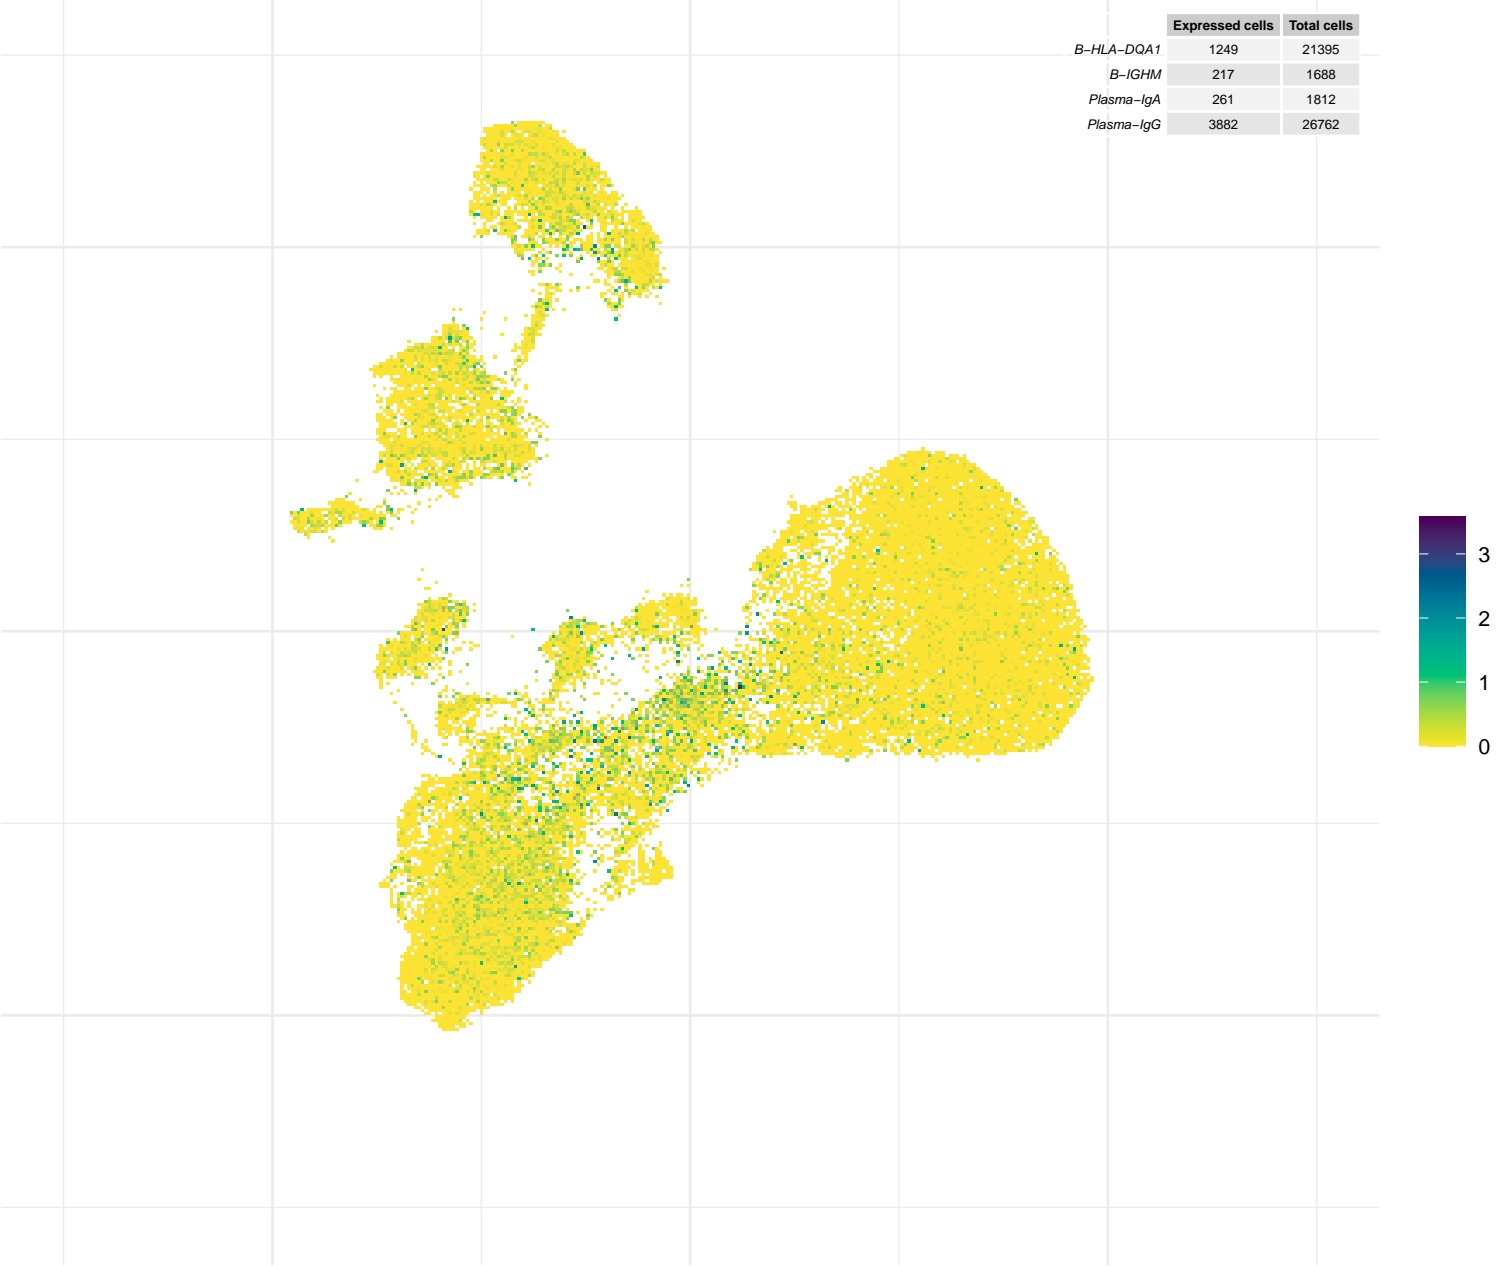 Expressed cells Total cells
B−HLA−DQA1 1249 21395
B−IGHM 217 1688
Plasma−IgA 261 1812
Plasma−IgG 3882 26762
3
2
1
0